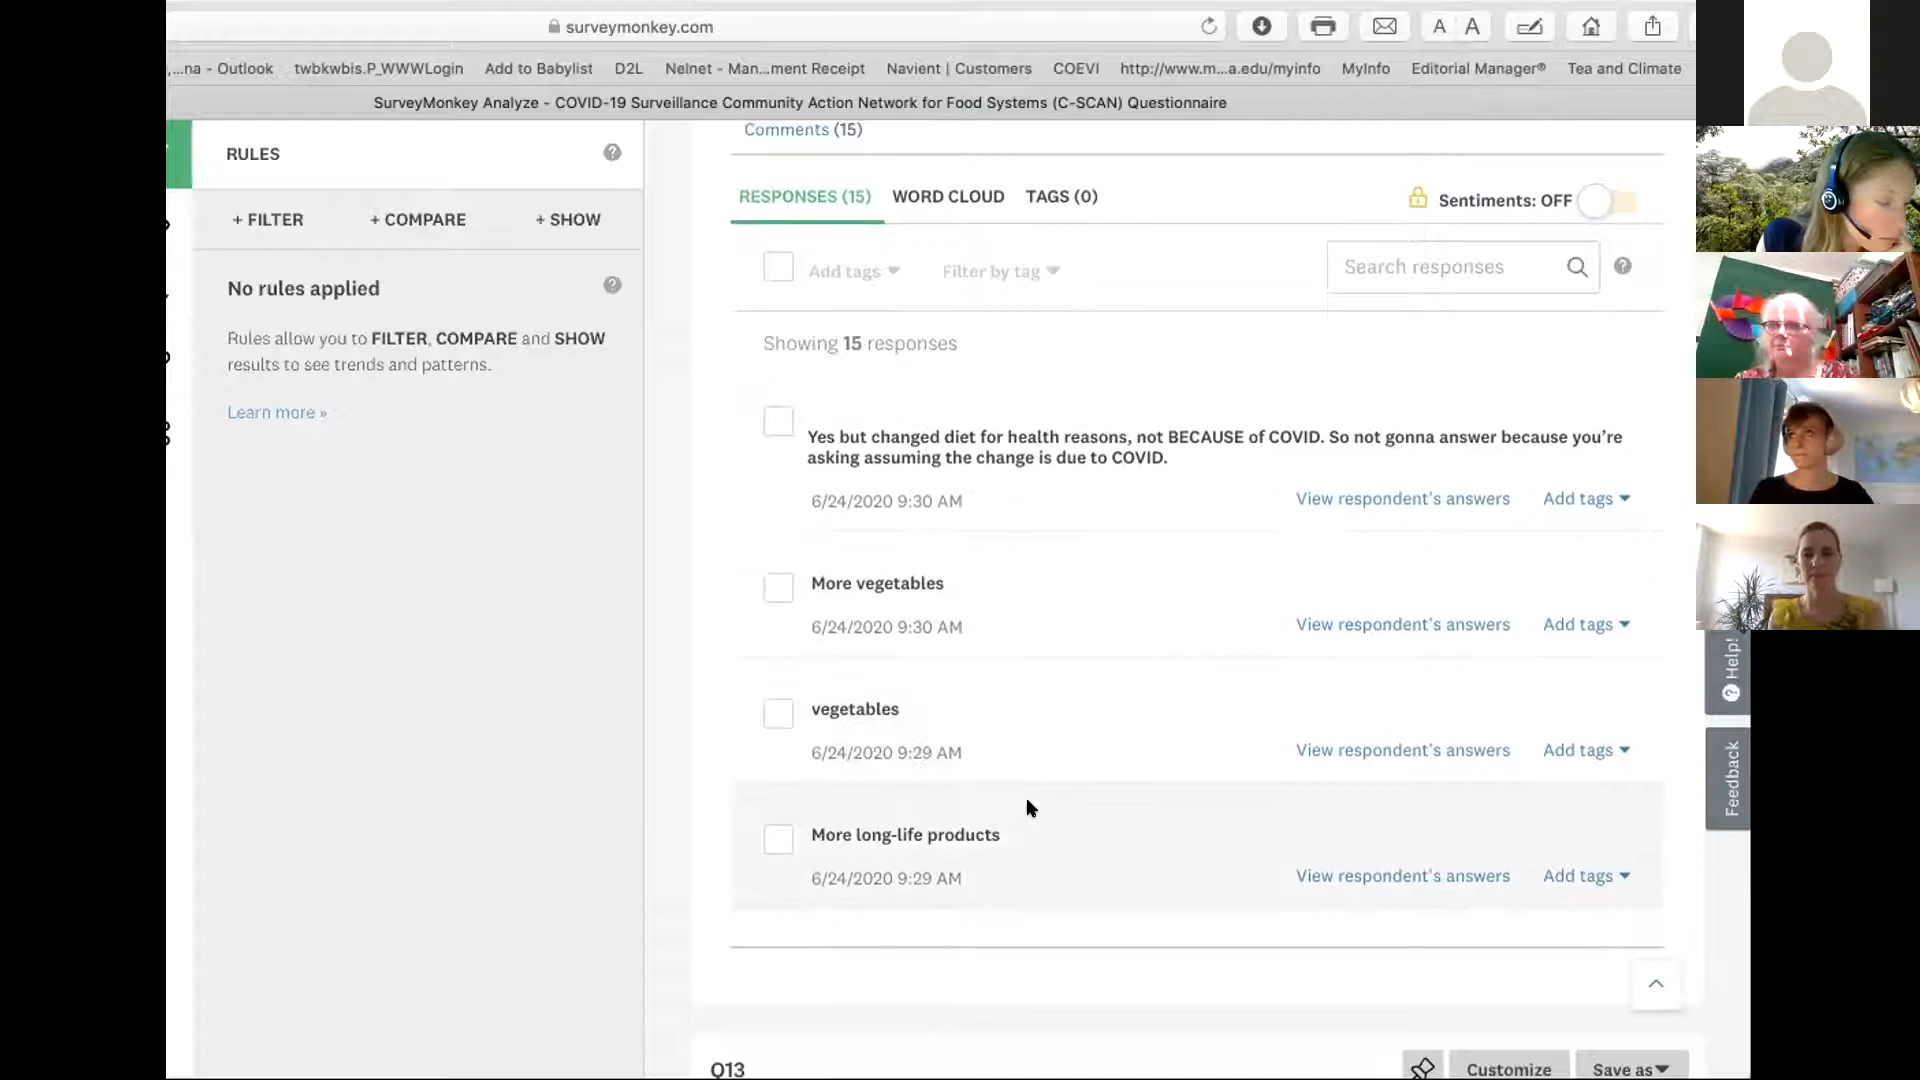 surveymonkey.com
A A
,...na - Outlook twbkwbis.P_WWWLogin Add to Babylist D2L Nelnet - Man...ment Receipt Navient | Customers COEVI http://www.m...a.edu/myinfo MyInfo Editorial Manager® Tea and Climate
SurveyMonkey Analyze - COVID-19 Surveillance Community Action Network for Food Systems (C-SCAN) Questionnaire
Comments (15)
RULES
RESPONSES (15) WORD CLOUD TAGS (0)
Sentiments: OFF
+ FILTER + COMPARE + SHOW
Add tags Filter by tag Search responses
No rules applied
Rules allow you to FILTER, COMPARE and SHOW
results to see trends and patterns.
Learn more »
Showing 15 responses
Yes but changed diet for health reasons, not BECAUSE of COVID. So not gonna answer because you’re
asking assuming the change is due to COVID.
6/24/2020 9:30 AM View respondent's answers Add tags
More vegetables
6/24/2020 9:30 AM View respondent's answers Add tags
vegetables
6/24/2020 9:29 AM View respondent's answers Add tags
More long-life products
6/24/2020 9:29 AM View respondent's answers Add tags
Help!
Feedback
Q13 Customize Save as